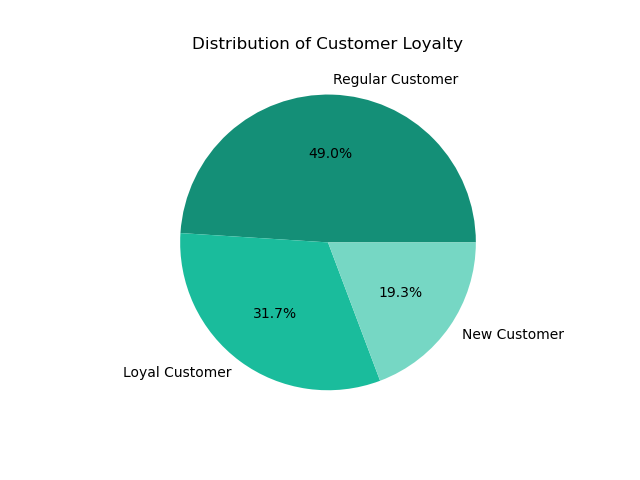 Distribution of Customer Loyalty
Regular Customer
49.0%
19.3%
31.7%
New Customer
Loyal Customer